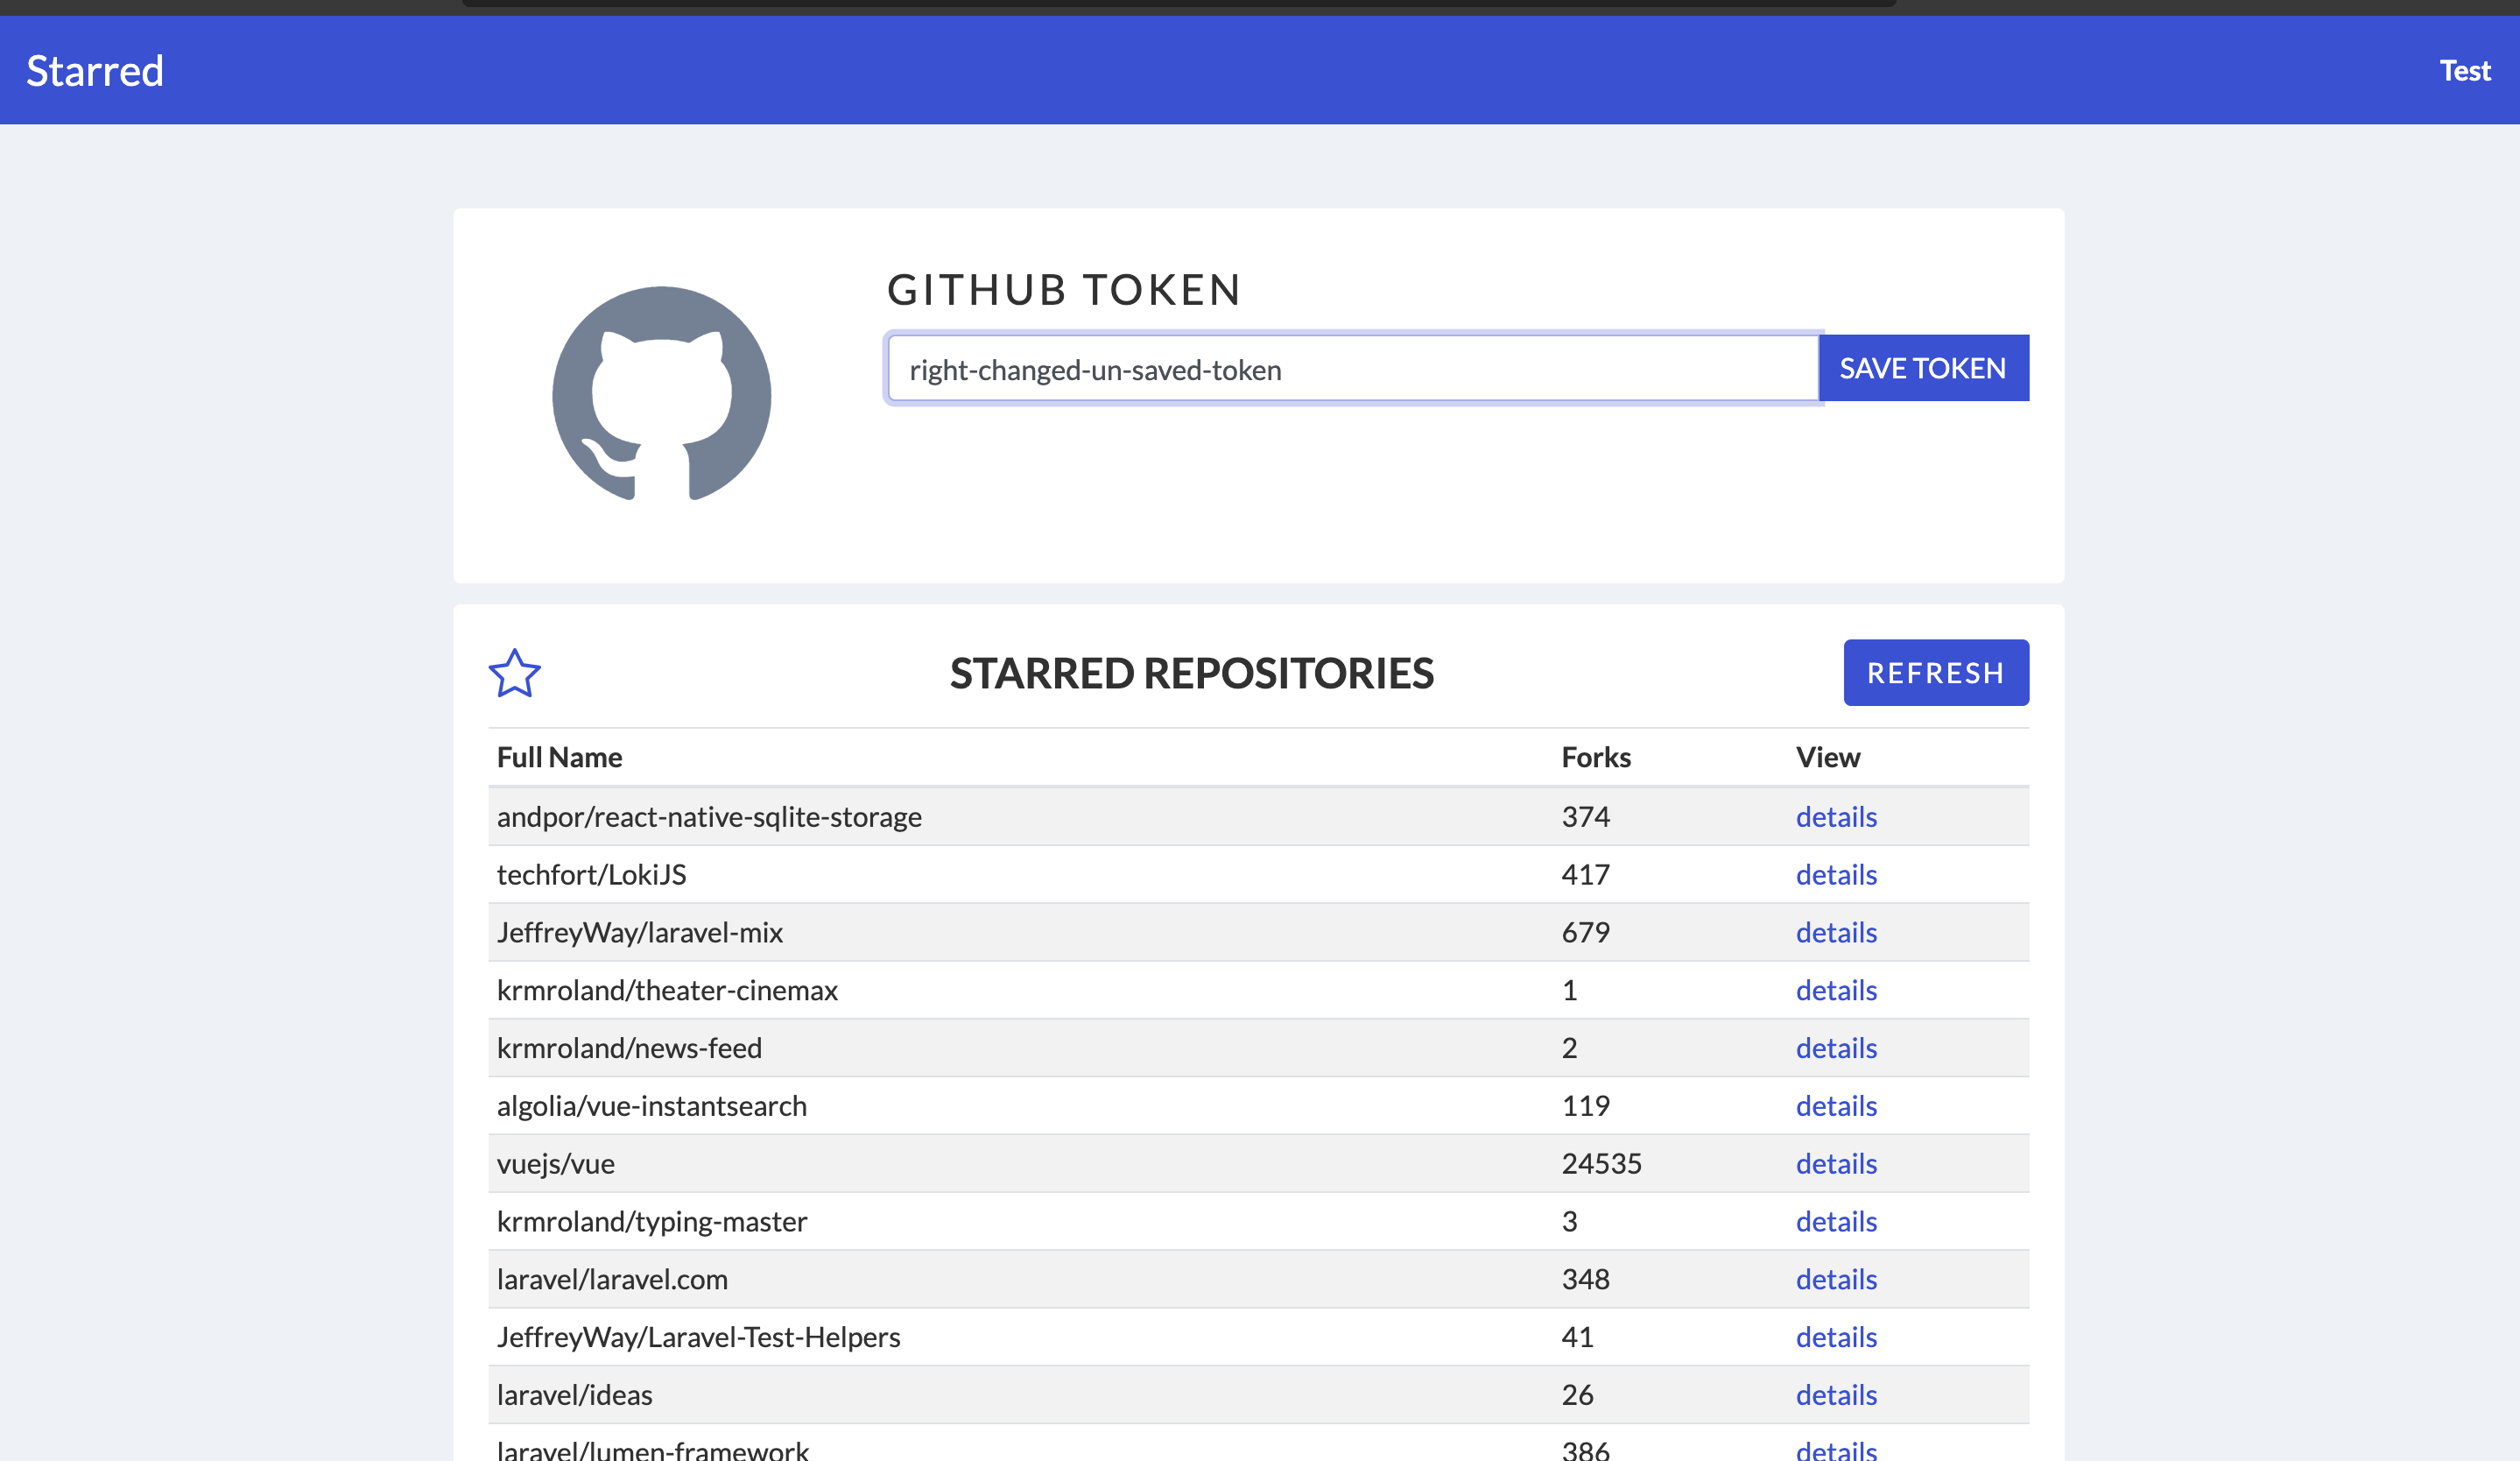 Starred Test
GITHUB TOKEN
right-changed-un-saved-token SAVE TOKEN
STARRED REPOSITORIES REFRESH
Full Name Forks View
andpor/react-native-sqlite-storage 374 details
techfort/LokiJS 417 details
JeffreyWay/laravel-mix 679 details
krmroland/theater-cinemax 1 details
krmroland/news-feed 2 details
algolia/vue-instantsearch 119 details
vuejs/vue 24535 details
krmroland/typing-master 3 details
laravel/laravel.com 348 details
JeffreyWay/Laravel-Test-Helpers 41 details
laravel/ideas 26 details
laravel/lumen-framework 386 details